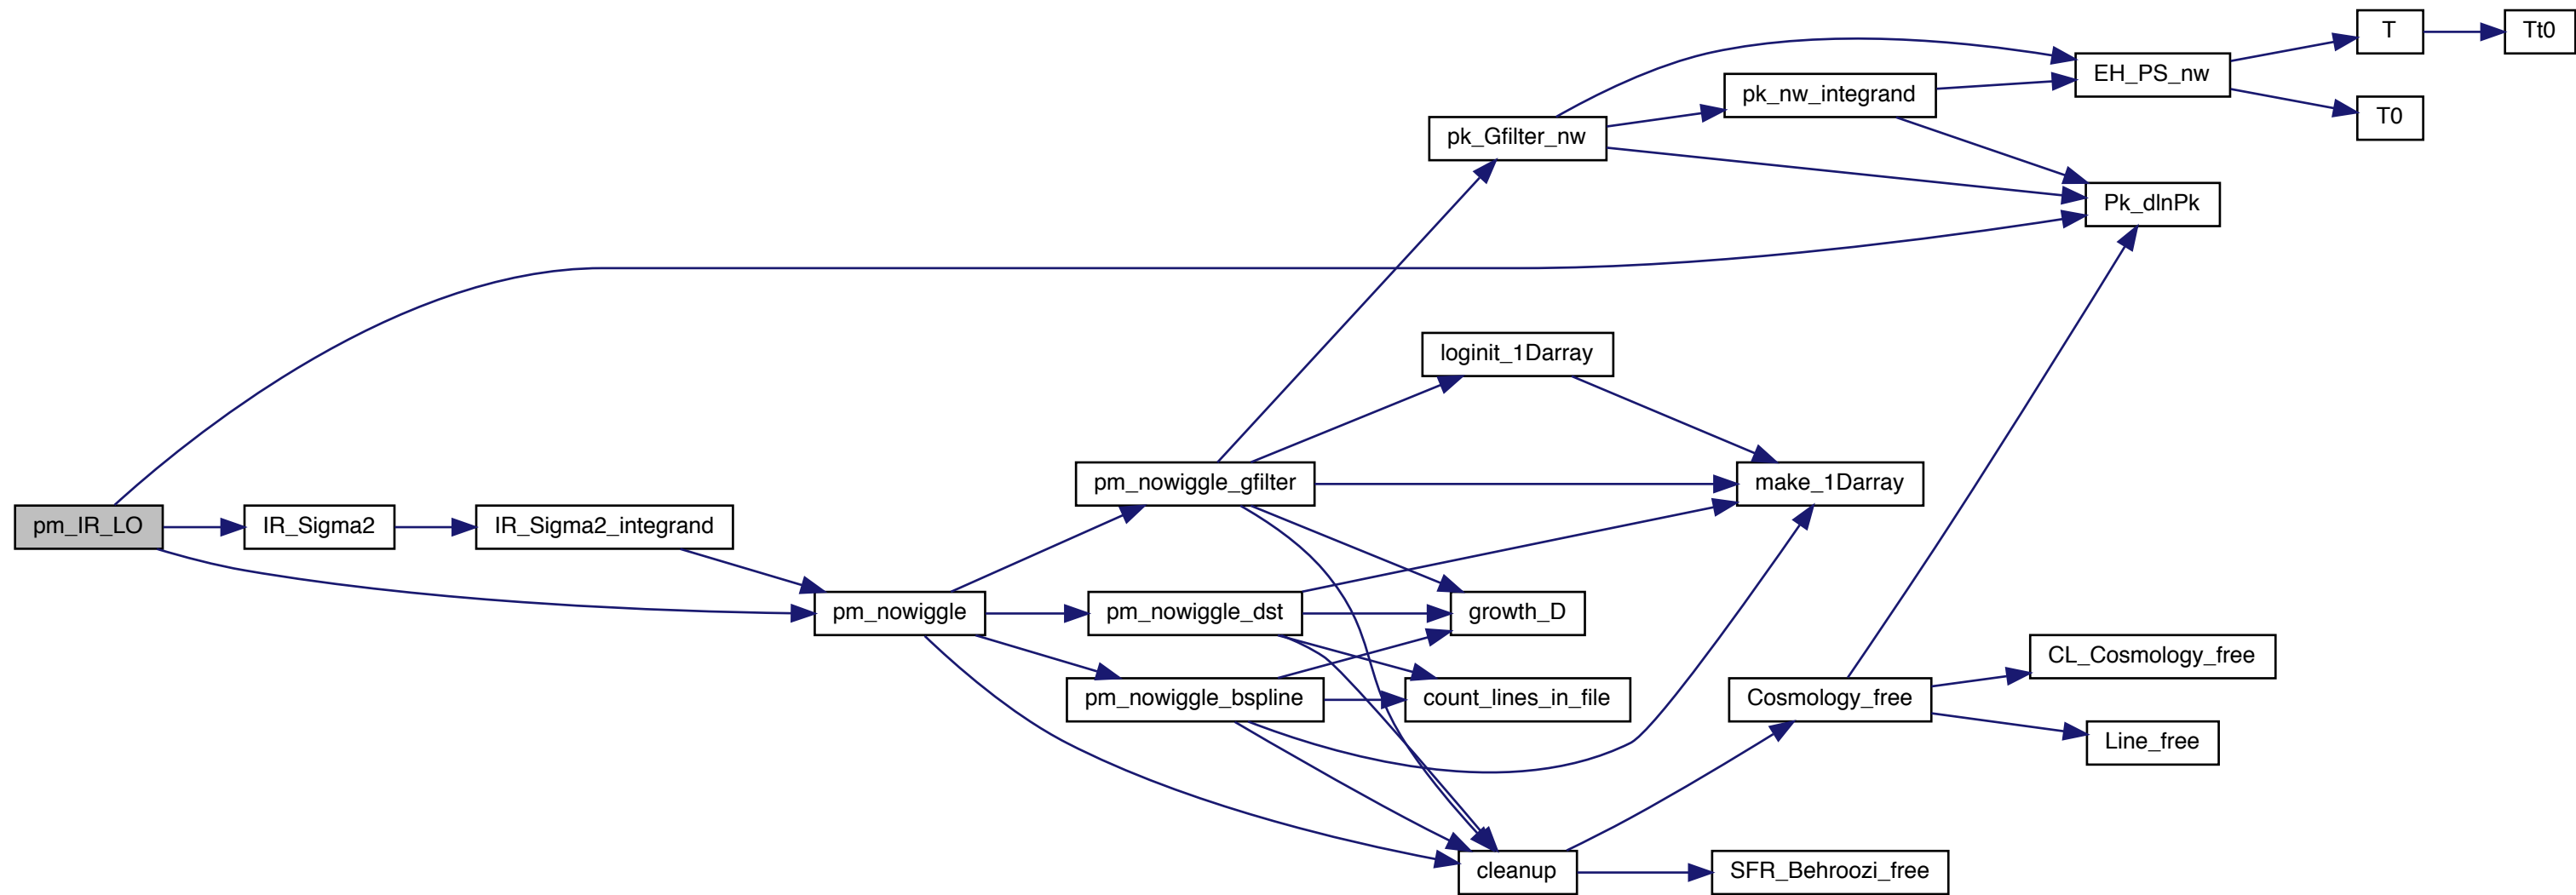 pm_IR_LO
IR_Sigma2
IR_Sigma2_integrand
pm_nowiggle
pm_nowiggle_gfilter
pm_nowiggle_dst
pm_nowiggle_bspline
pk_Gfilter_nw
loginit_1Darray
growth_D
count_lines_in_file
cleanup
pk_nw_integrand
make_1Darray
Cosmology_free
SFR_Behroozi_free
EH_PS_nw
Pk_dlnPk
CL_Cosmology_free
Line_free
T
T0
Tt0